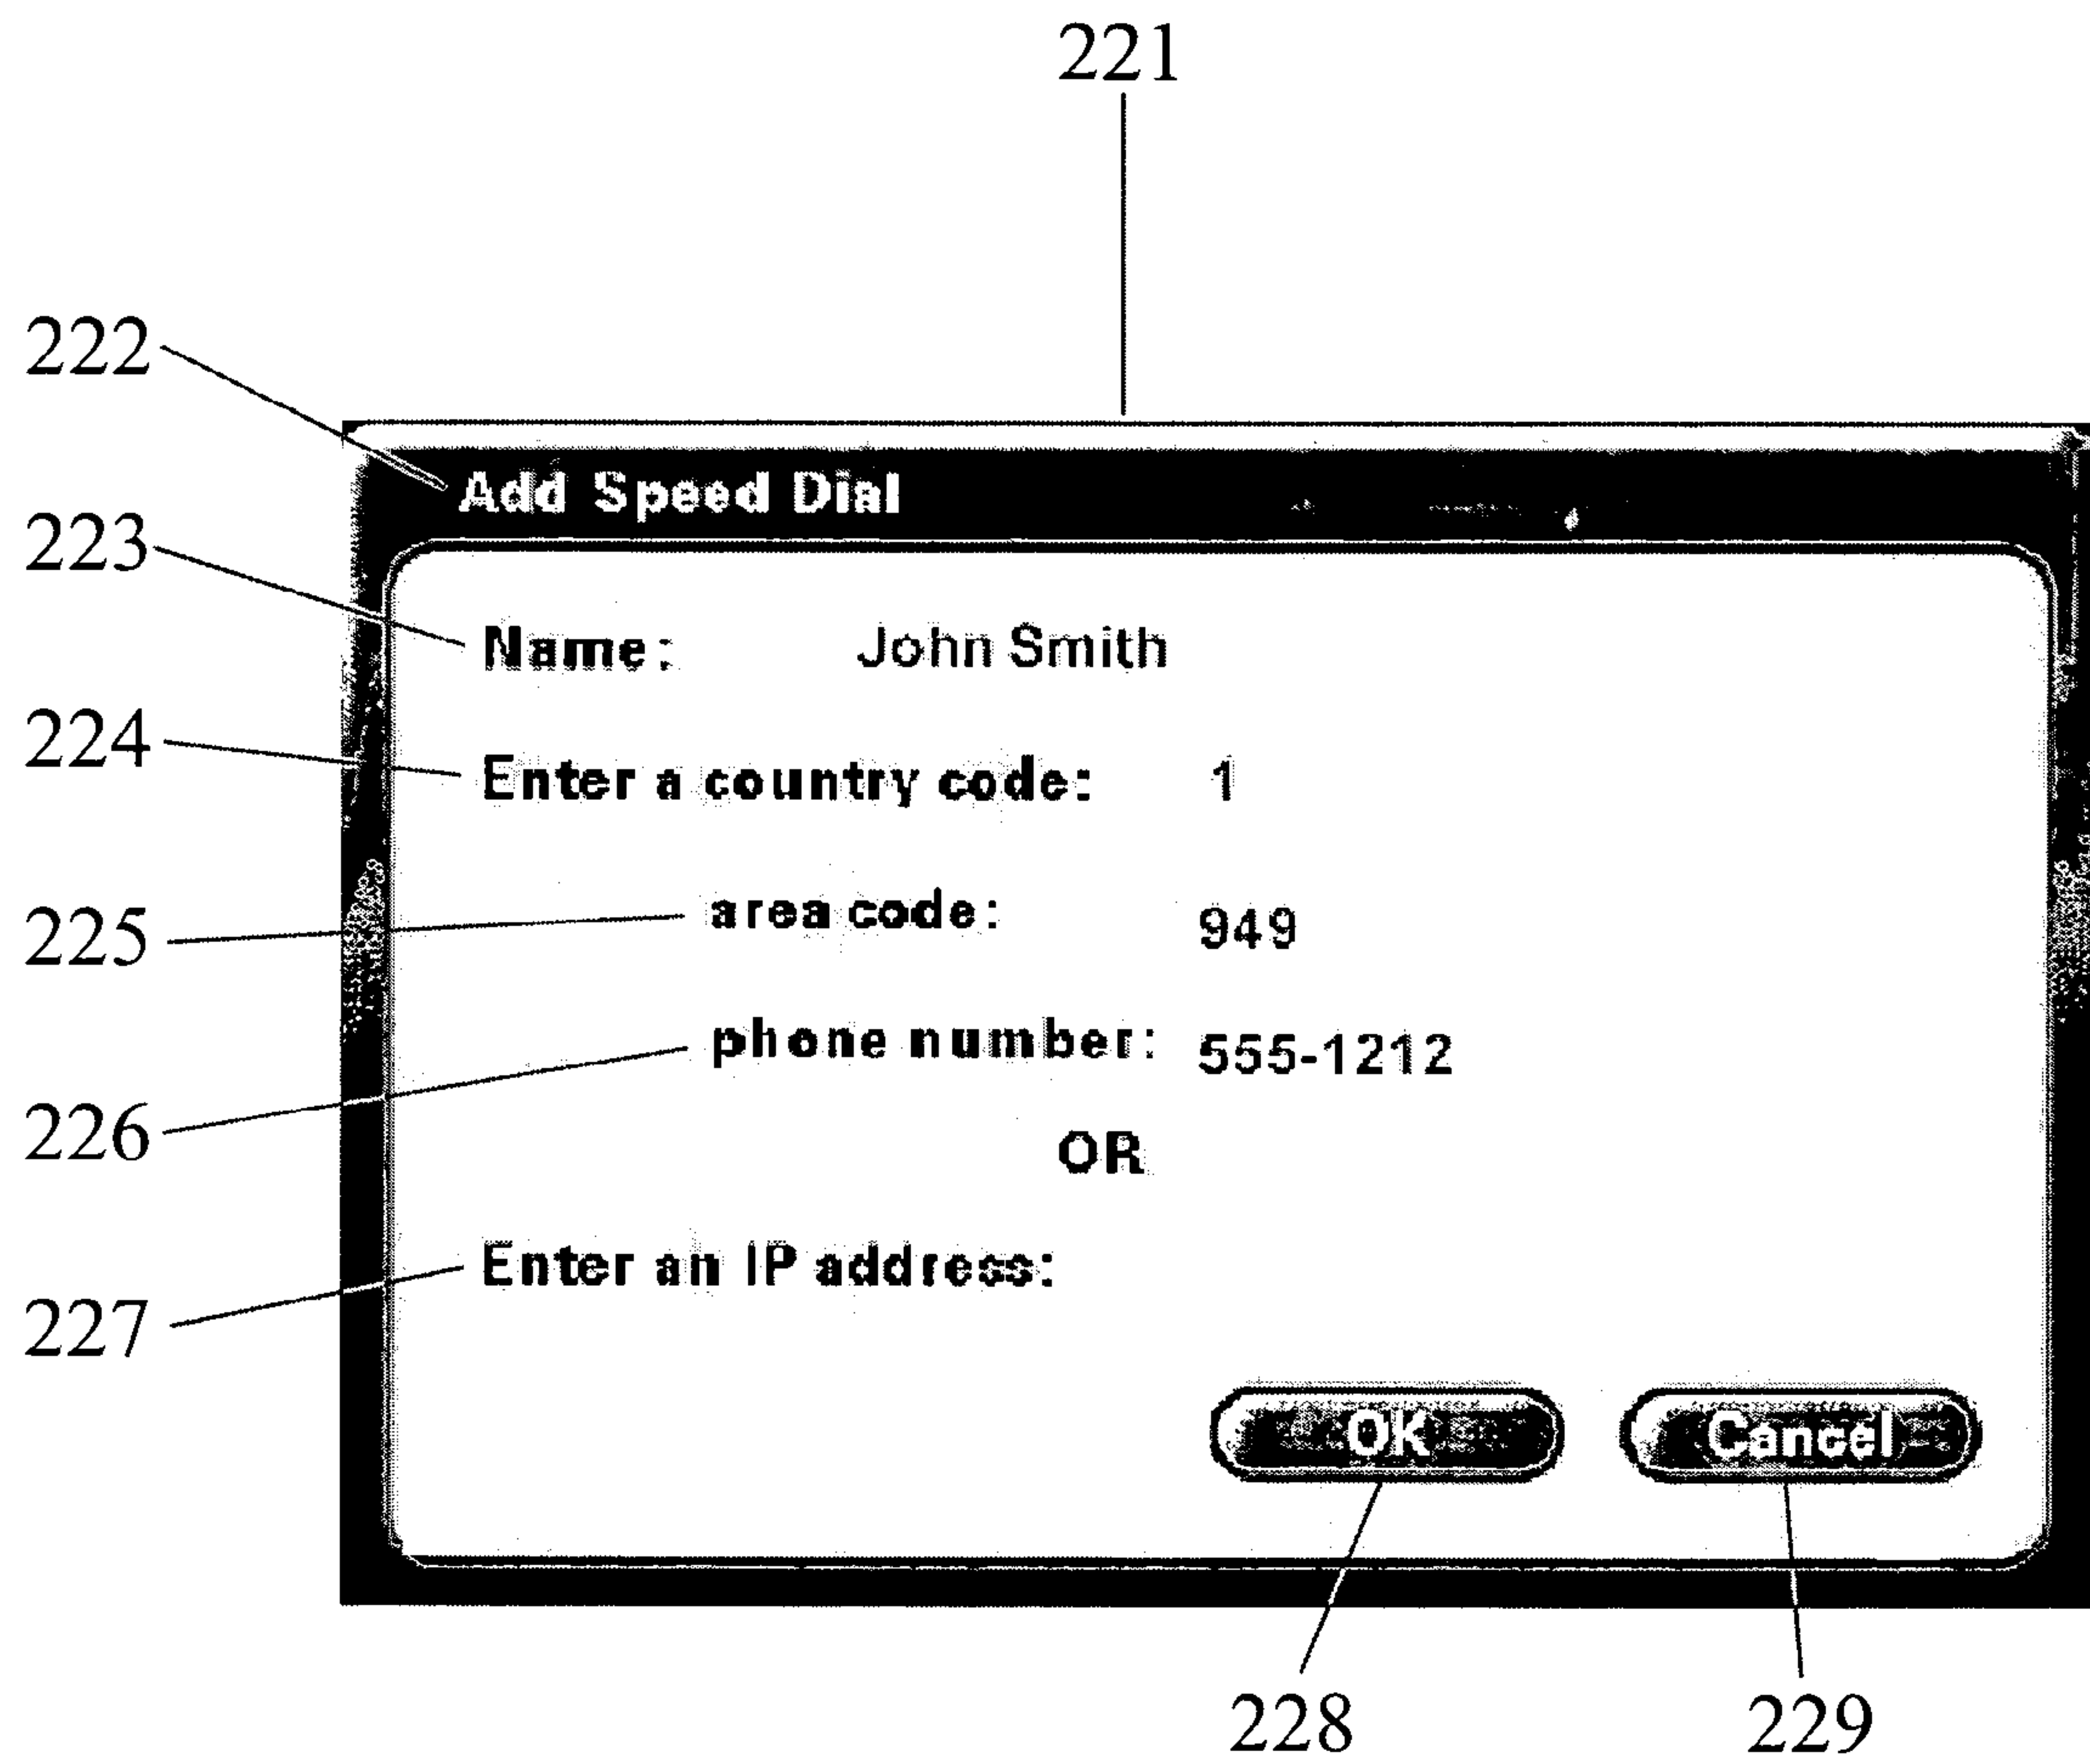 221
222
Add Speed Dial
223
Name: John Smith
224
Enter a country code: 1
225
area code: 949
phone number: 555-1212
226
OR
Enter an IP address:
227
OK Cancel
228 229